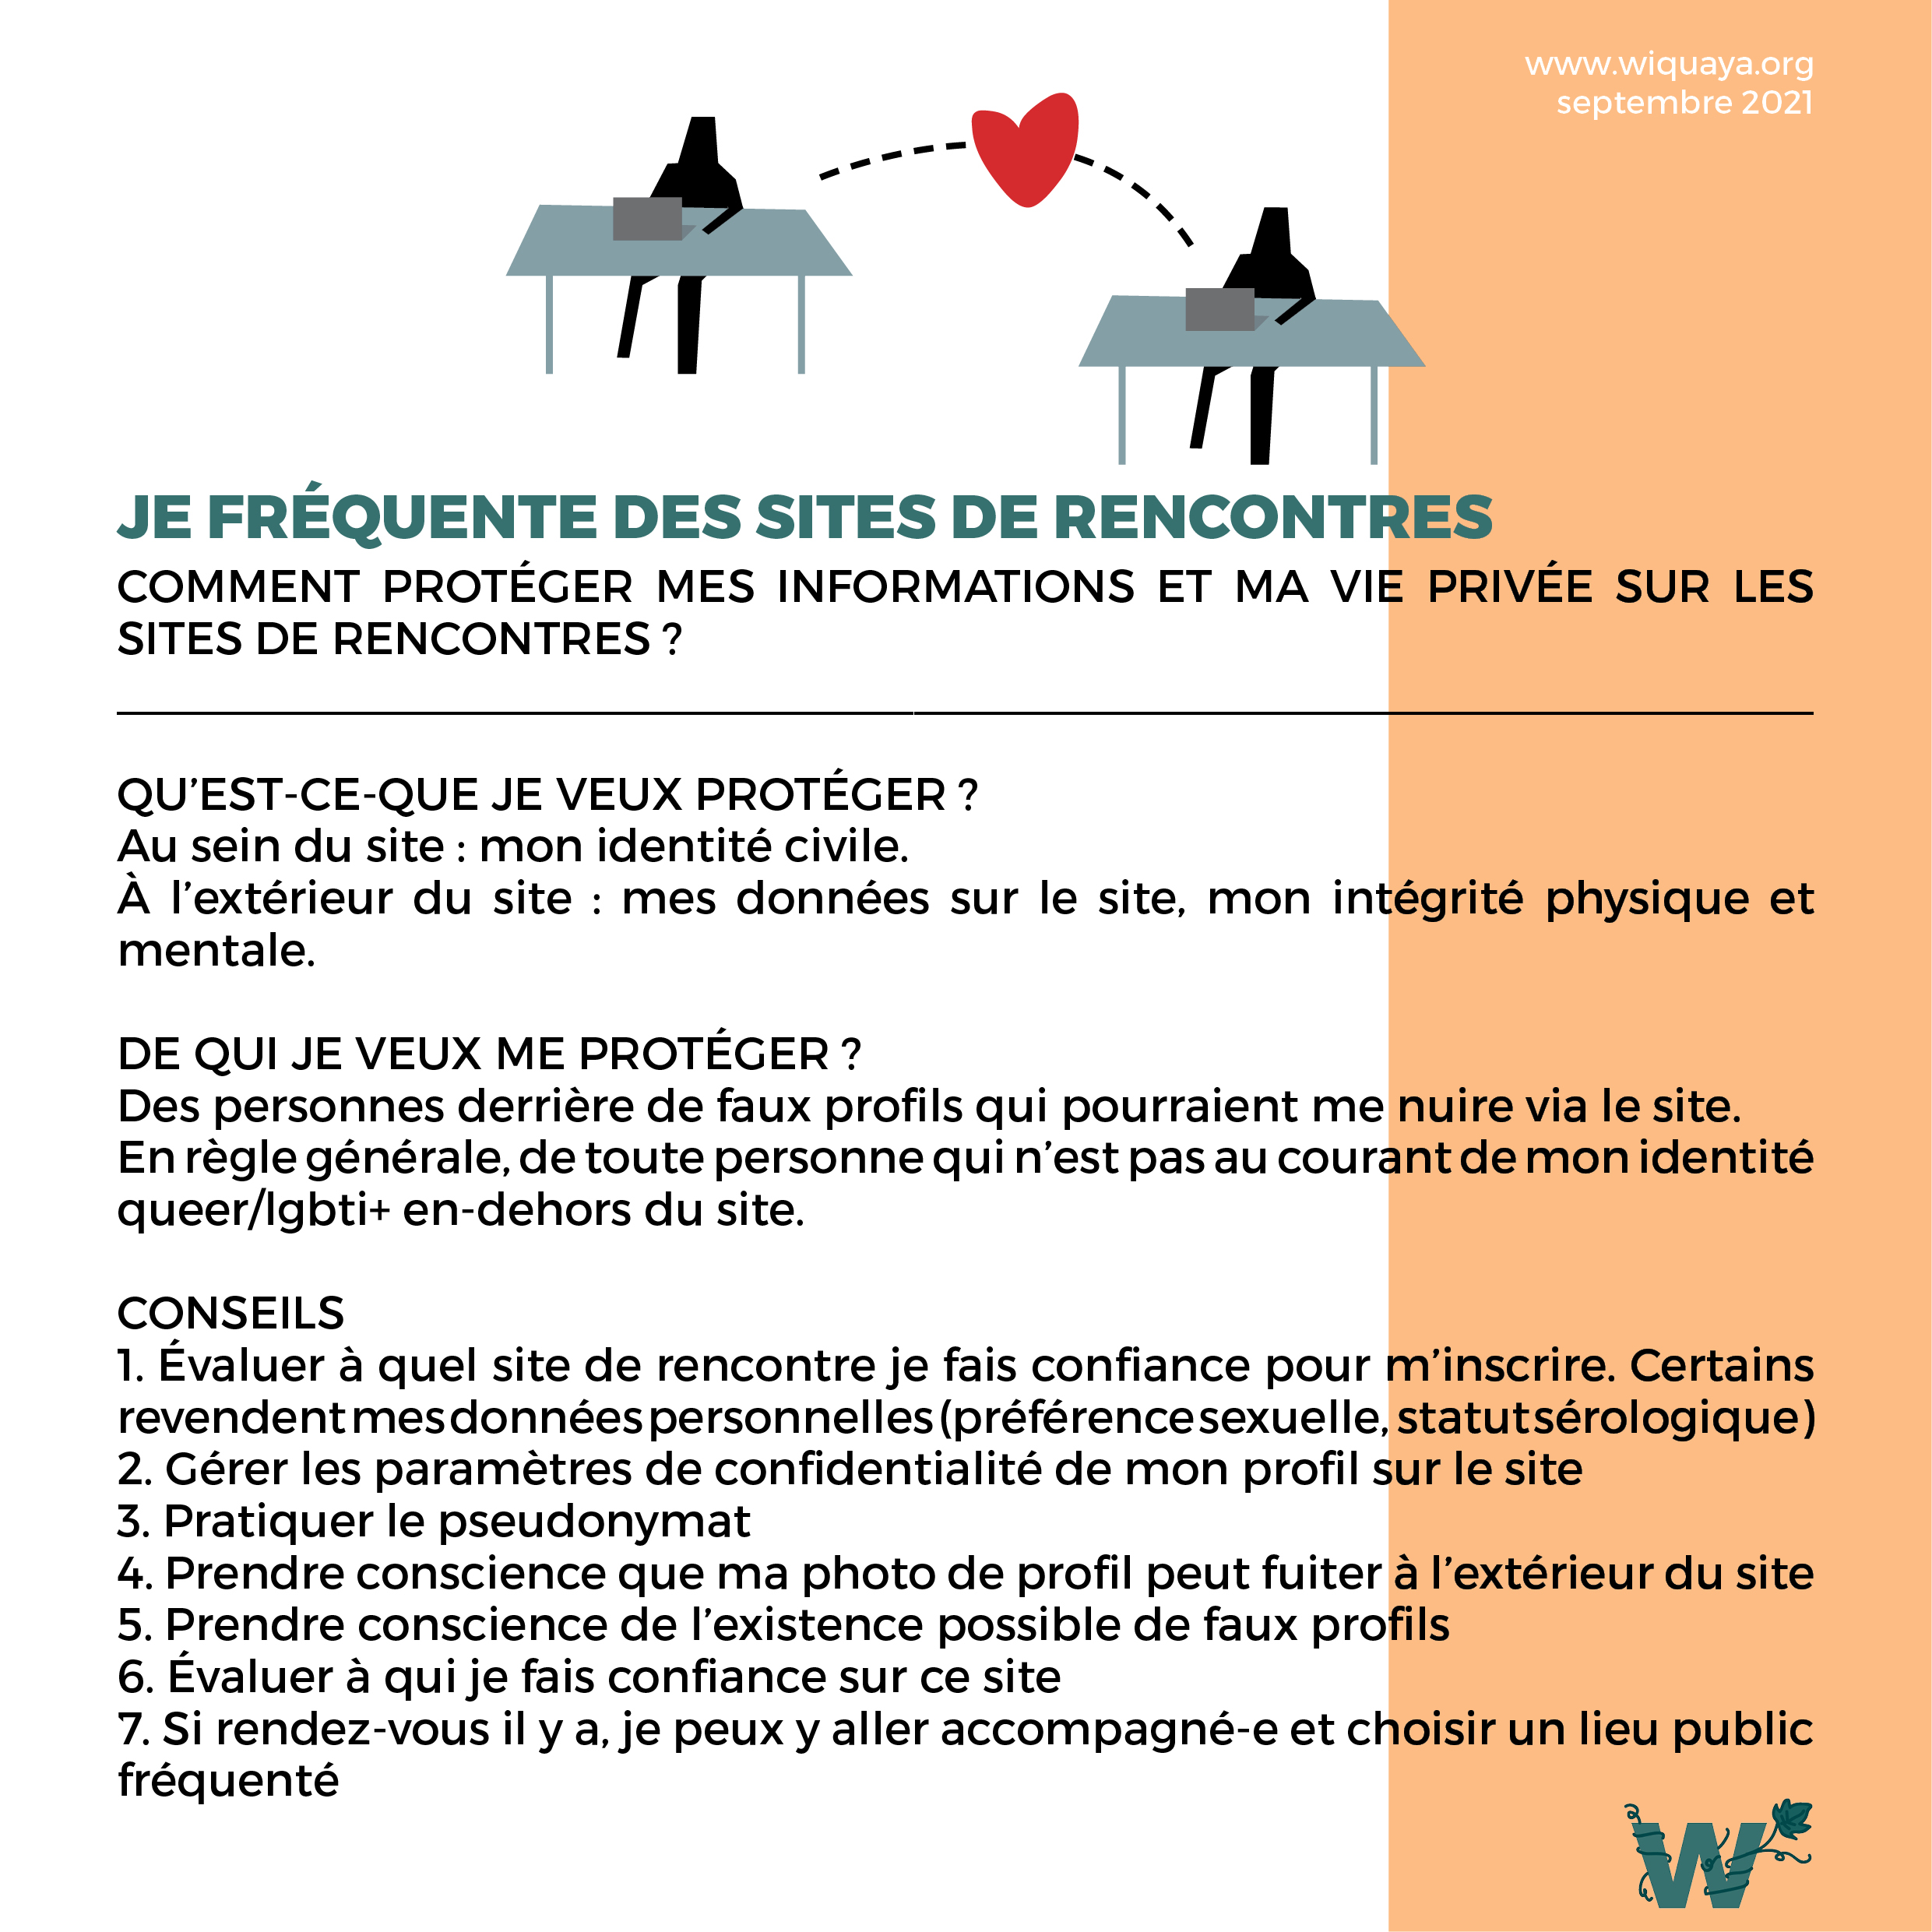 www.wiquaya.org
septembre 2021
JE FRÉQUENTE DES SITES DE RENCONTRES
COMMENT PROTÉGER MES INFORMATIONS ET MA VIE PRIVÉE SUR LES
SITES DE RENCONTRES ?
QU’EST-CE-QUE JE VEUX PROTÉGER ?
Au sein du site : mon identité civile.
À l’extérieur du site : mes données sur le site, mon intégrité physique et
mentale.
DE QUI JE VEUX ME PROTÉGER ?
Des personnes derrière de faux profils qui pourraient me nuire via le site.
En règle générale, de toute personne qui n’est pas au courant de mon identité
queer/lgbti+ en-dehors du site.
CONSEILS
1. Évaluer à quel site de rencontre je fais confiance pour m’inscrire. Certains
revendent mes données personnelles (préférence sexuelle, statut sérologique)
2. Gérer les paramètres de confidentialité de mon profil sur le site
3. Pratiquer le pseudonymat
4. Prendre conscience que ma photo de profil peut fuiter à l’extérieur du site
5. Prendre conscience de l’existence possible de faux profils
6. Évaluer à qui je fais confiance sur ce site
7. Si rendez-vous il y a, je peux y aller accompagné-e et choisir un lieu public
fréquenté
W